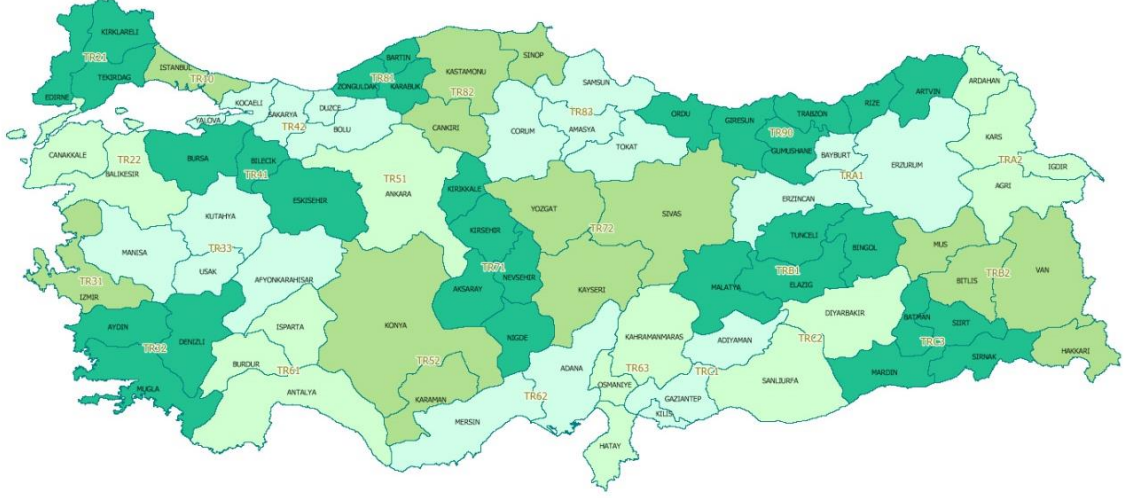 KIRKLARELI
TR21
TEKIRDAG
EDIRNE
ISTANBUL
TR10
KOCAELI
YALOVA
SAKARYA
DUZCE
TR42
BOLU
BARTIN
TR81
ZONGULDAK
KARABUK
KASTAMONU
TR82
CANKIRI
SINOP
SAMSUN
TR83
CORUM
AMASYA
TOKAT
ORDU
GIRESUN
TRABZON
TR90
GUMUSHANE
RIZE
ARTVIN
ARDAHAN
KARS
TRA2
IGDIR
AGRI
BAYBURT
TRA1
ERZURUM
ERZINCAN
CANAKKALE
TR22
BALIKESIR
BURSA
BILECIK
TR41
ESKISEHIR
TR51
ANKARA
KIRIKKALE
KIRSEHIR
TR71
NEVSEHIR
AKSARAY
NIGDE
YOZGAT
TR72
SIVAS
KAYSERI
TUNCELI
BINGOL
TRB1
ELAZIG
MALATYA
MUS
BITLIS
TRB2
VAN
HAKKARI
KUTAHYA
MANISA
TR33
USAK
AFYONKARAHISAR
TR31
IZMIR
AYDIN
TR32
DENIZLI
MUGLA
ISPARTA
BURDUR
TR61
ANTALYA
KONYA
TR52
KARAMAN
MERSIN
TR62
ADANA
KAHRAMANMARAS
TR63
OSMANIYE
HATAY
ADIYAMAN
TRC1
GAZIANTEP
KILIS
DIYARBAKIR
TRC2
SANLIURFA
BATMAN
SIIRT
TRC3
SIRNAK
MARDIN